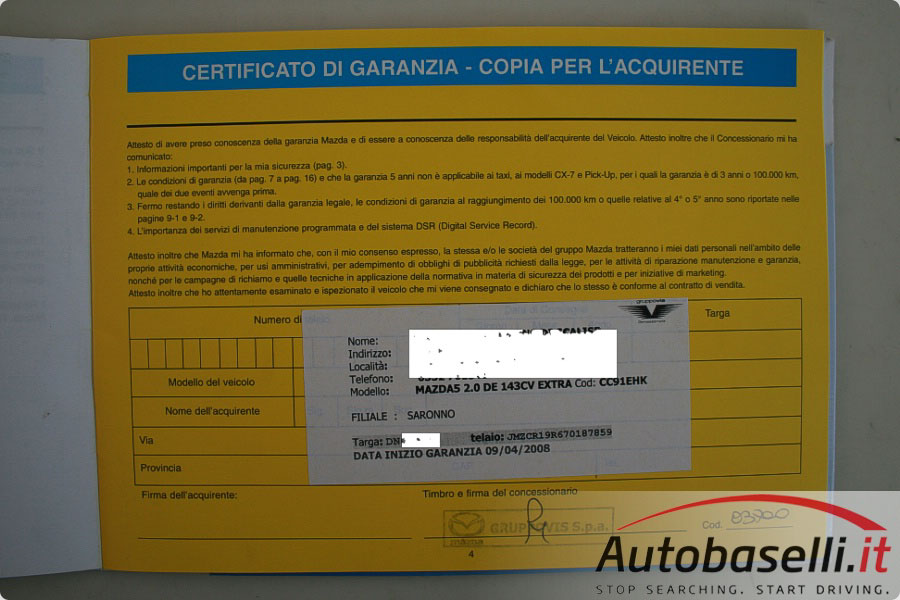 CERTIFICATO DI GARANZIA - COPIA PER L'ACQUIRENTE
Attesto di avere preso conoscenza della garanzia Mazda e di essere a conoscenza delle responsabilità dell'acquirente del Veicolo. Attesto inoltre che il Concessionario mi ha
comunicato:
1. Informazioni importanti per la mia sicurezza (pag. 3).
2. Le condizioni di garanzia (da pag. 7 a pag. 16) e che la garanzia 5 anni non è applicabile ai taxi, ai modelli CX-7 e Pick-Up, per i quali la garanzia è di 3 anni o 100.000 km,
quale dei due eventi avvenga prima.
3. Fermo restando i diritti derivanti dalla garanzia legale, le condizioni di garanzia al raggiungimento dei 100.000 km o quelle relative al 4° o 5° anno sono riportate nelle
pagine 9-1 e 9-2.
4. L'importanza dei servizi di manutenzione programmata e del sistema DSR (Digital Service Record).
Attesto inoltre che Mazda mi ha informato che, con il mio consenso espresso, la stessa e/o le società del gruppo Mazda tratteranno i miei dati personali nell'ambito delle
proprie attività economiche, per usi amministrativi, per adempimento di obblighi di pubblicità richiesti dalla legge, per le attività di riparazione manutenzione e garanzia,
nonché per le campagne di richiamo e quelle tecniche in applicazione della normativa in materia di sicurezza dei prodotti e per iniziative di marketing.
Attesto inoltre che ho attentamente esaminato e ispezionato il veicolo che mi viene consegnato e dichiaro che lo stesso è conforme al contratto di vendita.
Numero di telaio
Targa
gruppovis
Nome:
Indirizzo:
Località:
Telefono:
Modello: MAZDA5 2.0 DE 143CV EXTRA Cod: CC91EHK
Modello del veicolo
Nome dell'acquirente
FILIALE : SARONNO
Via
Targa: DN telaio: JMZCR19R670187859
DATA INIZIO GARANZIA 09/04/2008
Provincia
Firma dell'acquirente:
Timbro e firma del concessionario
mazda GRUPPOVIS S.p.a.
Cod. 83900
4
Autobaselli.it
STOP SEARCHING. START DRIVING.